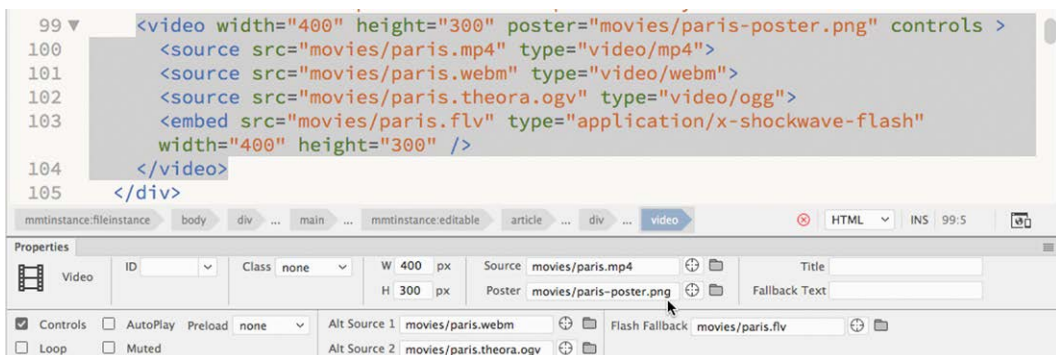 99 <video width="400" height="300" poster="movies/paris-poster.png" controls >
100 <source src="movies/paris.mp4" type="video/mp4">
101 <source src="movies/paris.webm" type="video/webm">
102 <source src="movies/paris.theora.ogv" type="video/ogg">
103 <embed src="movies/paris.flv" type="application/x-shockwave-flash"
width="400" height="300" />
104 </video>
105 </div>
mmtinstance:fileinstance body div ... main ... mmtinstance:editable article ... div ... video HTML INS 99:5
Properties
Video ID Class none W 400 px Source movies/paris.mp4 Title
H 300 px Poster movies/paris-poster.png Fallback Text
Controls AutoPlay Preload none Alt Source 1 movies/paris.webm Flash Fallback movies/paris.flv
Loop Muted Alt Source 2 movies/paris.theora.ogv